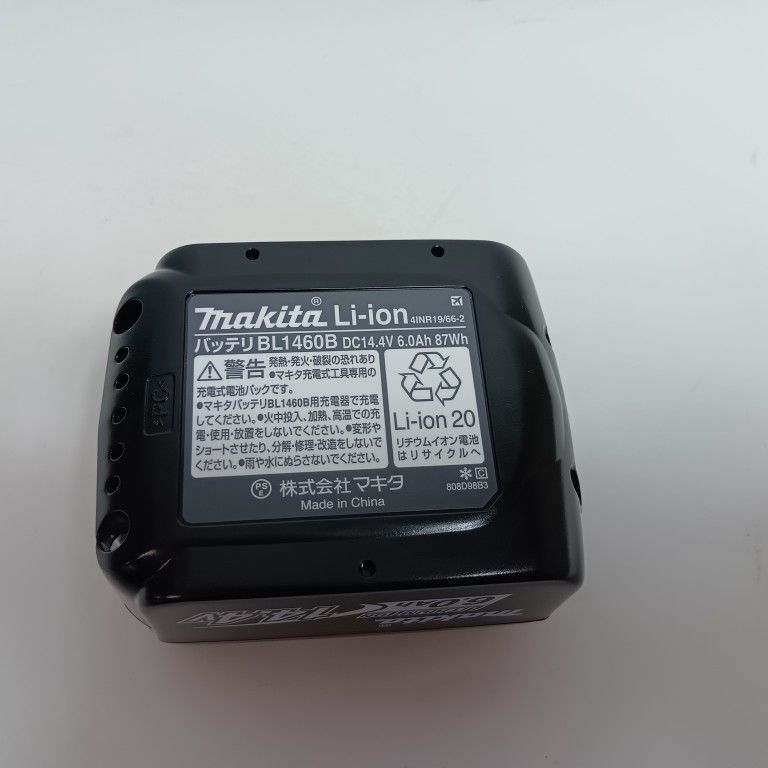 makita® Li-ion 4INR19/66-2
バッテリ BL1460B DC14.4V 6.0Ah 87Wh
警告 発熱・発火・破裂の恐れあり
●マキタ充電式工具専用の
充電式電池パックです。
●マキタバッテリBL1460B用充電器で充電
してください。●火中投入、加熱、高温での充
電・使用・放置をしないでください。●変形や
ショートさせたり、分解・修理・改造をしないで
ください。●雨や水にぬらさないでください。
Li-ion 20
リチウムイオン電池
はリサイクルへ
PSE 株式会社 マキタ
Made in China
C
808D98B3
>PC<
makita
6.0Ah
14.4V